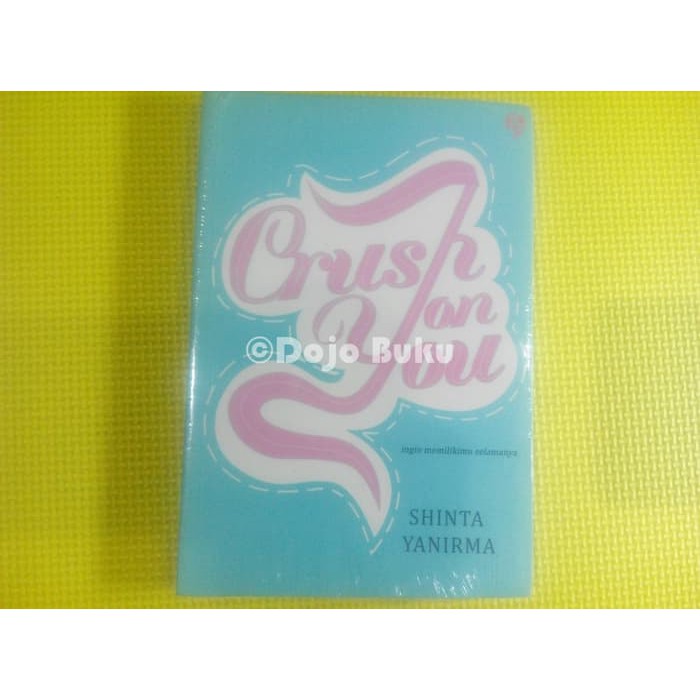 Crush
on
You
©Dojo Buku
ingin memilikimu selamanya
SHINTA
YANIRMA